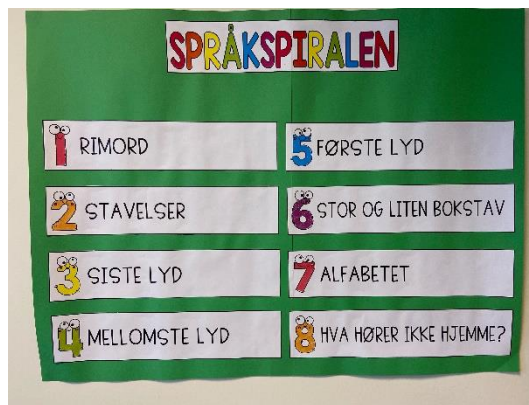 SPRÅKSPIRALEN
1 RIMORD
2 STAVELSER
3 SISTE LYD
4 MELLOMSTE LYD
5 FØRSTE LYD
6 STOR OG LITEN BOKSTAV
7 ALFABETET
8 HVA HØRER IKKE HJEMME?